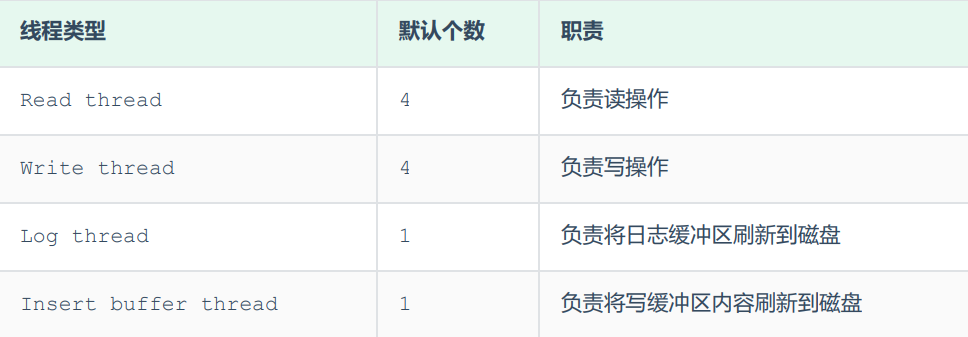 线程类型 默认个数 职责
Read thread 4 负责读操作
Write thread 4 负责写操作
Log thread 1 负责将日志缓冲区刷新到磁盘
Insert buffer thread 1 负责将写缓冲区内容刷新到磁盘